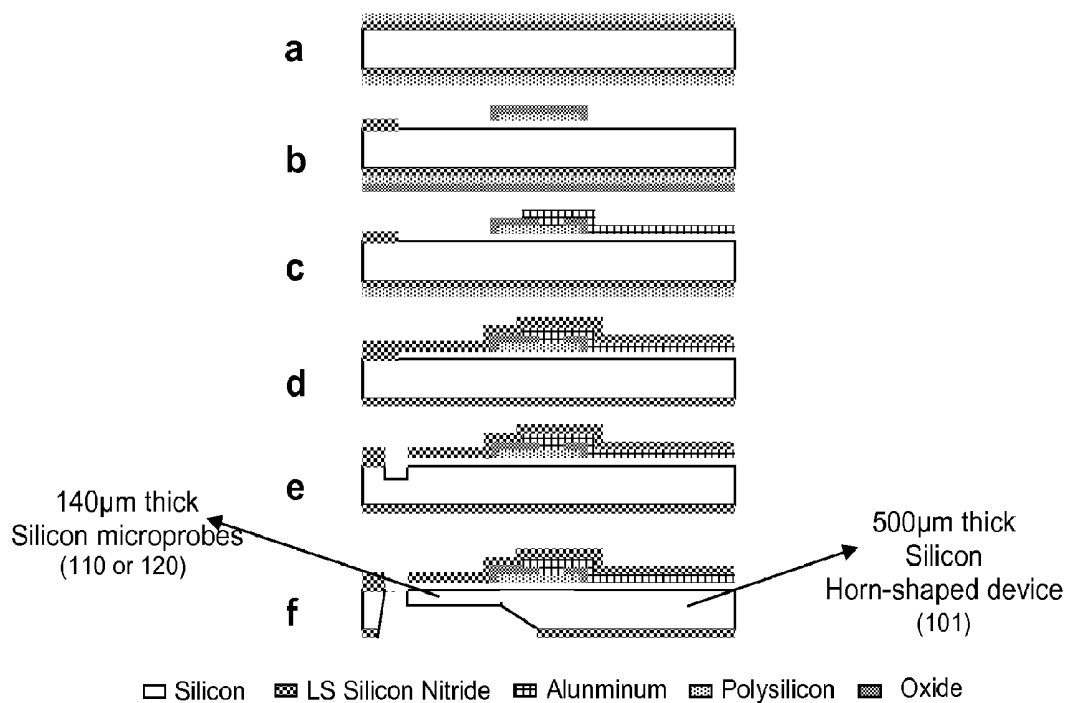 a
b
c
d
e
140µm thick
Silicon microprobes
(110 or 120)
500µm thick
Silicon
Horn-shaped device
(101)
f
Silicon LS Silicon Nitride Alunminum Polysilicon Oxide